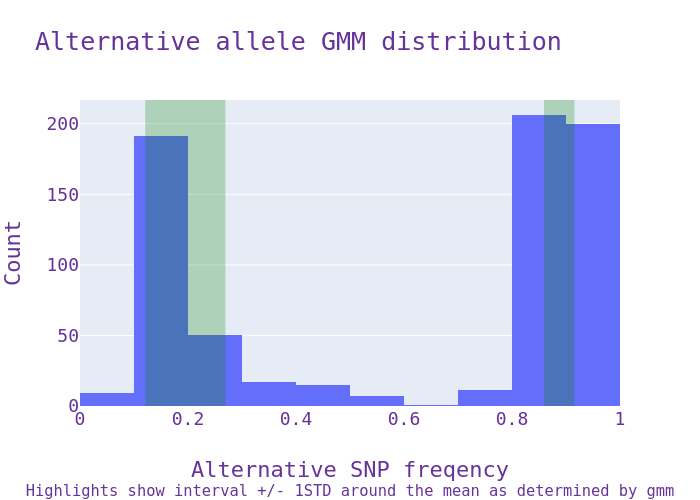 Alternative allele GMM distribution
Count
200
150
100
50
0
0 0.2 0.4 0.6 0.8 1
Alternative SNP freqency
Highlights show interval +/- 1STD around the mean as determined by gmm